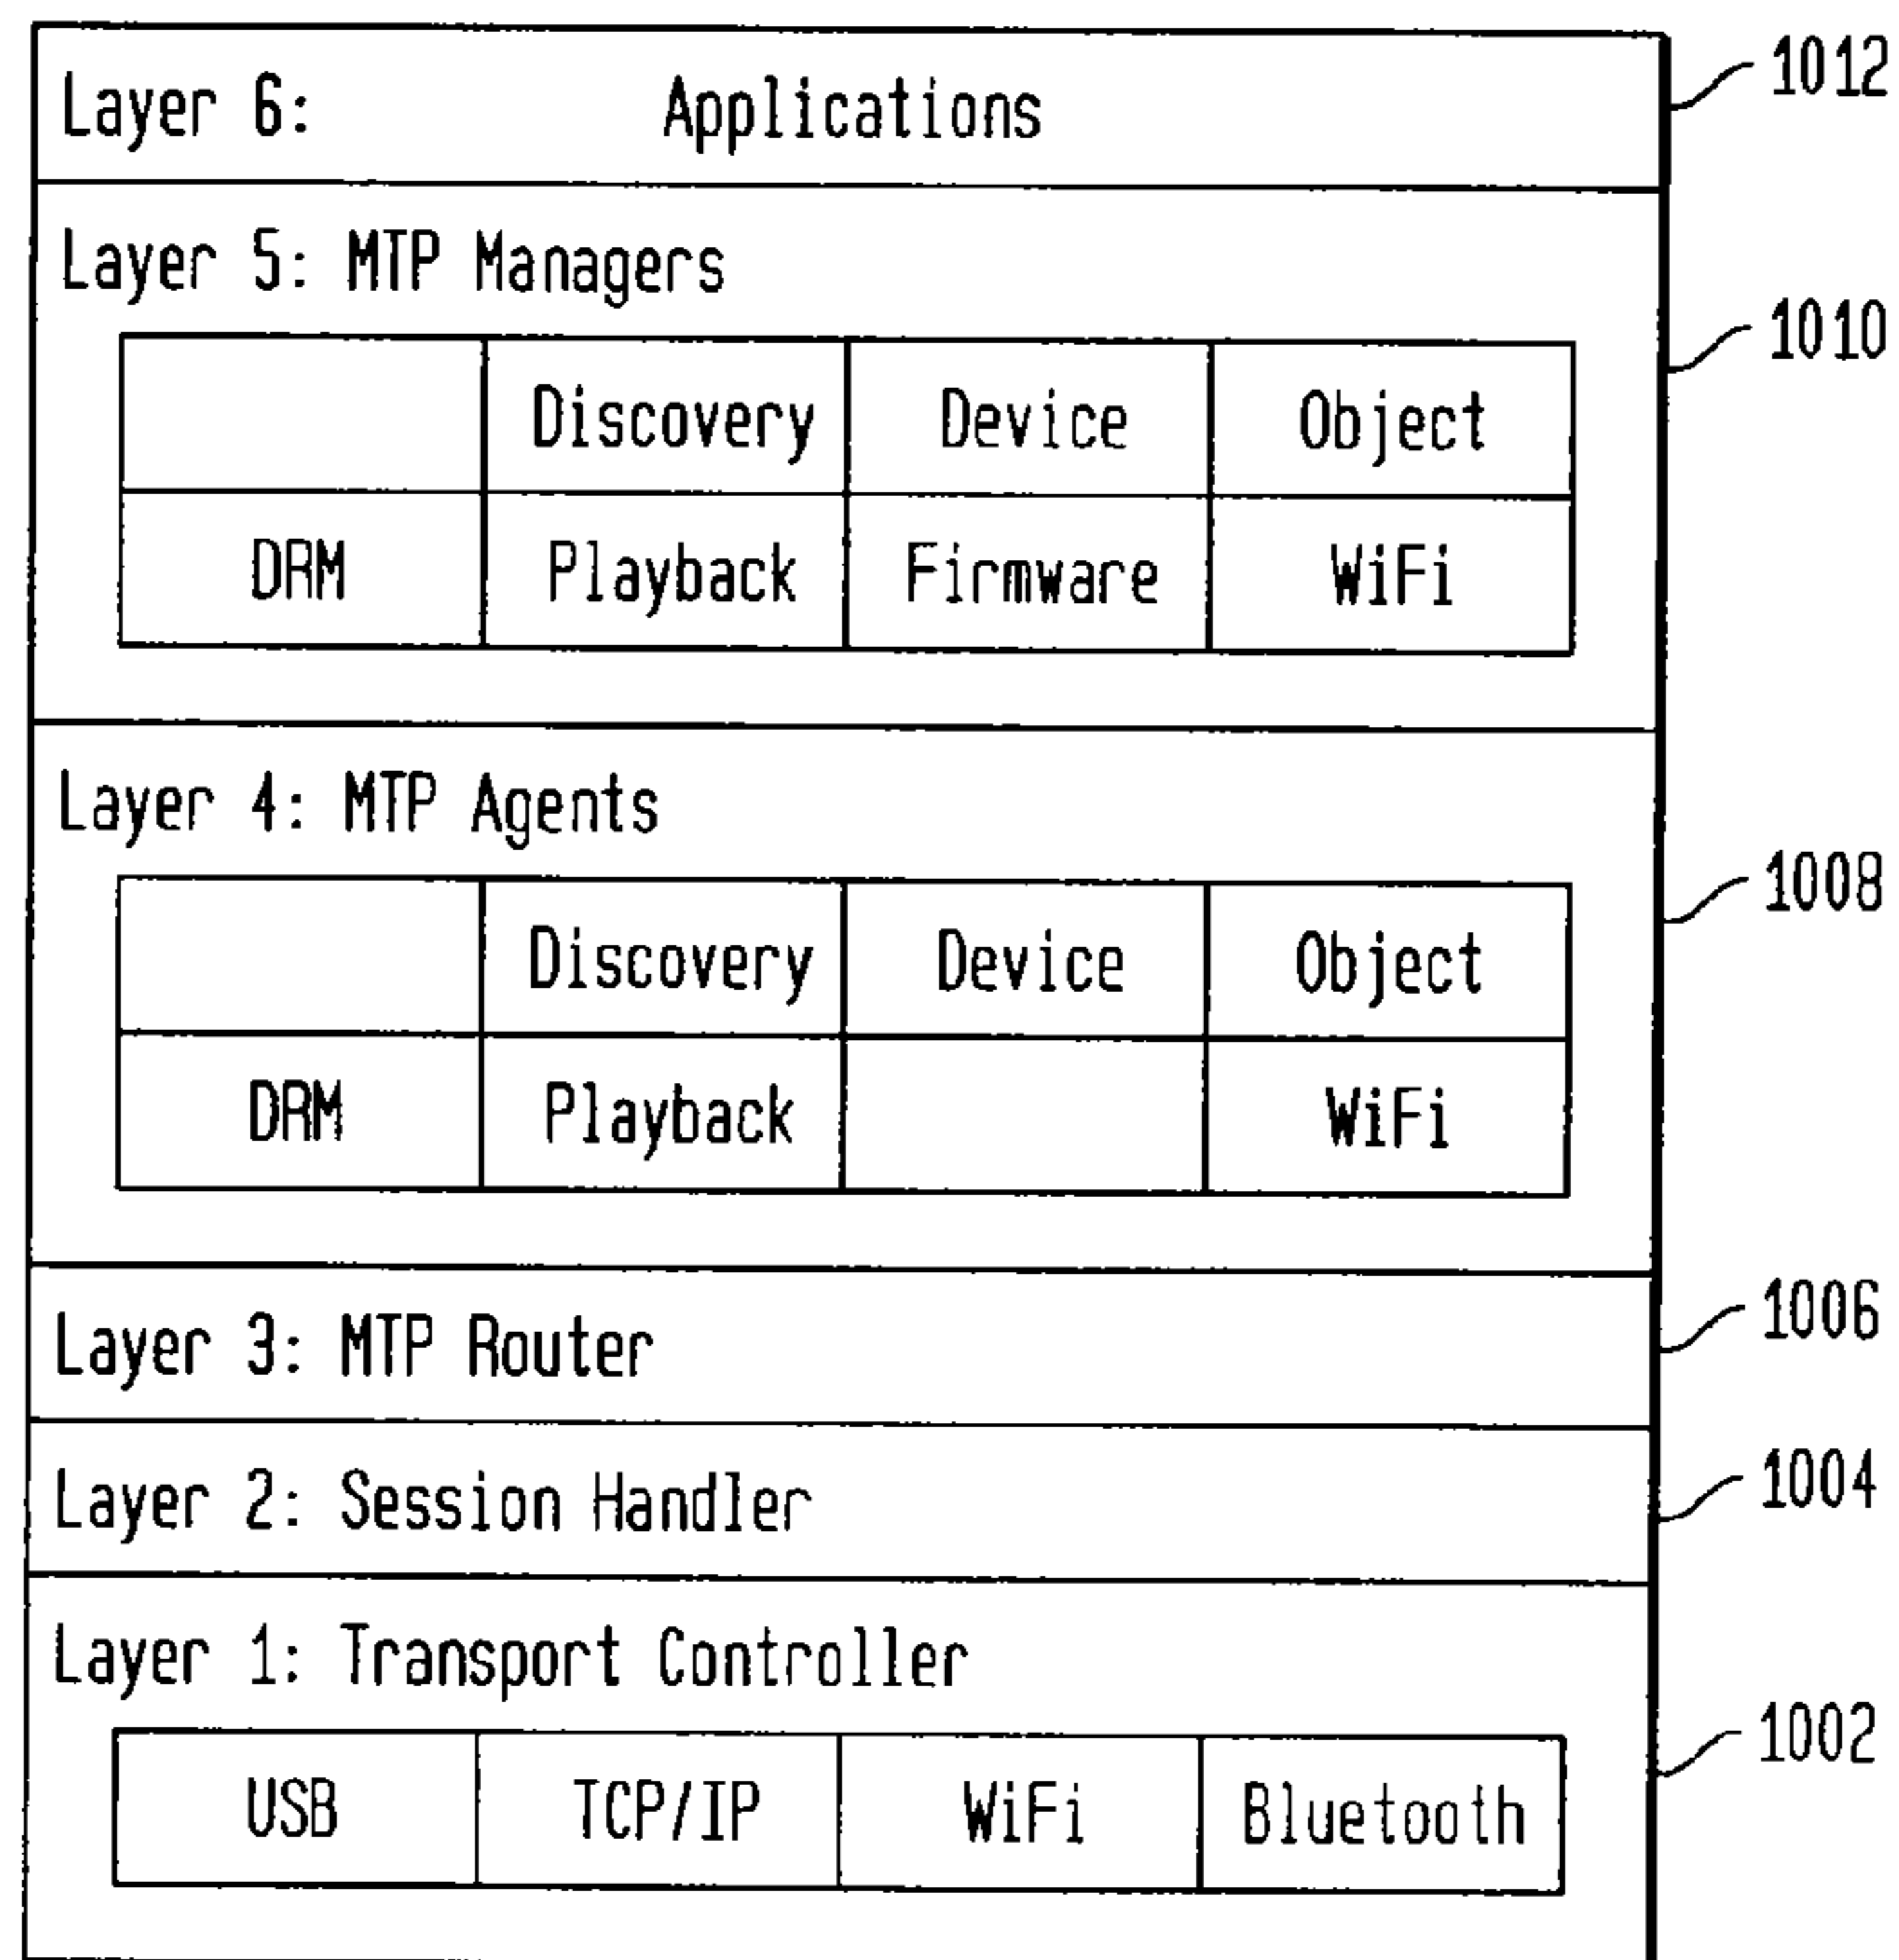 Layer 6: Applications 1012
Layer 5: MTP Managers
1010
Discovery Device Object
DRM Playback Firmware WiFi
Layer 4: MTP Agents
1008
Discovery Device Object
DRM Playback WiFi
Layer 3: MTP Router 1006
Layer 2: Session Handler 1004
Layer 1: Transport Controller
1002
USB TCP/IP WiFi Bluetooth